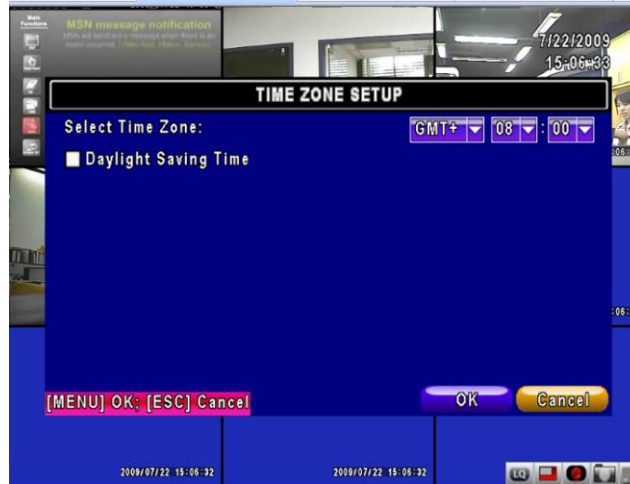 Main
Functions
MSN message notification
7/22/2009
15:06:33
TIME ZONE SETUP
Select Time Zone:
GMT+ 08 : 00
Daylight Saving Time
[MENU] OK; [ESC] Cancel
OK
Cancel
2009/07/22 15:06:32
2009/07/22 15:06:32
LQ